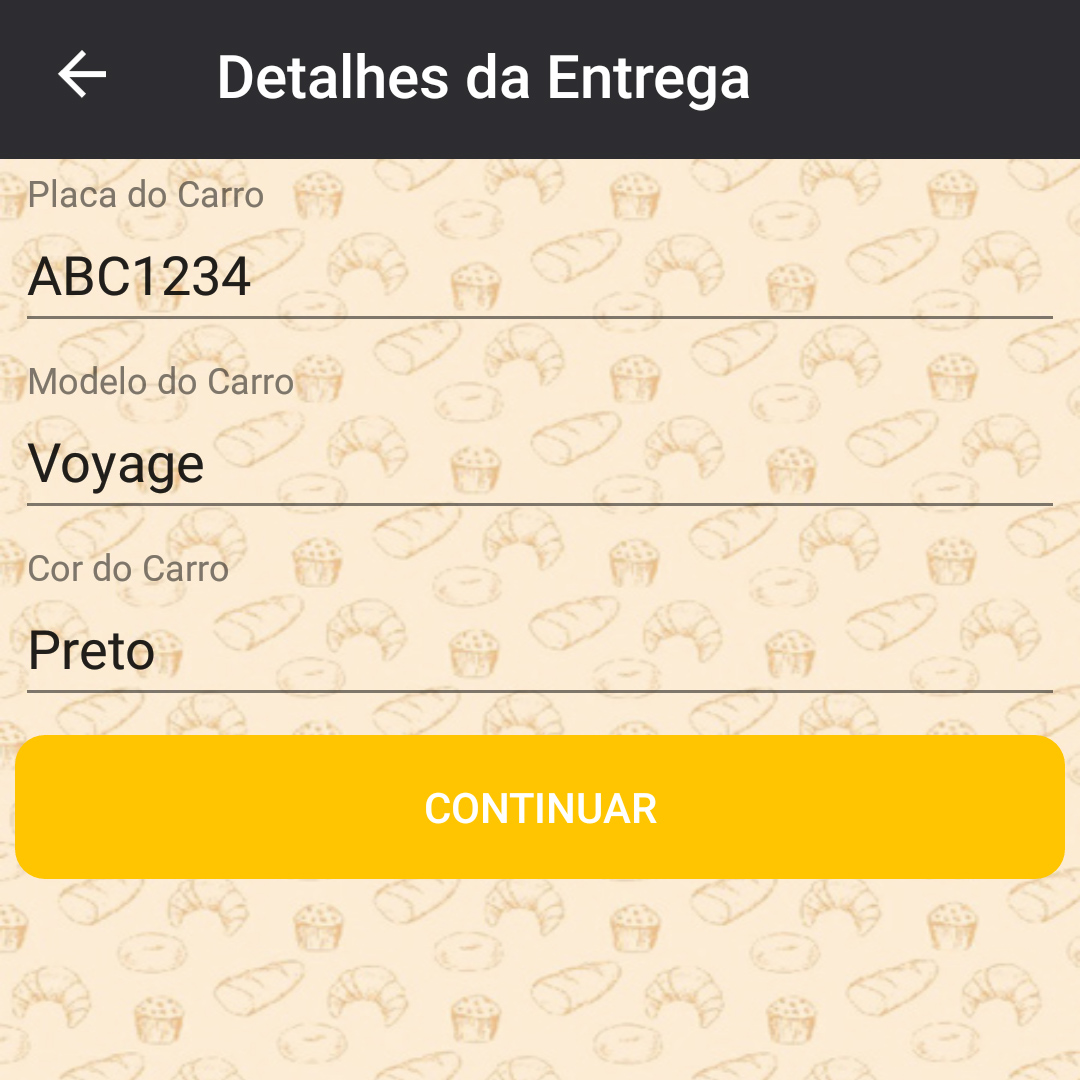 Detalhes da Entrega
Placa do Carro
ABC1234
Modelo do Carro
Voyage
Cor do Carro
Preto
CONTINUAR